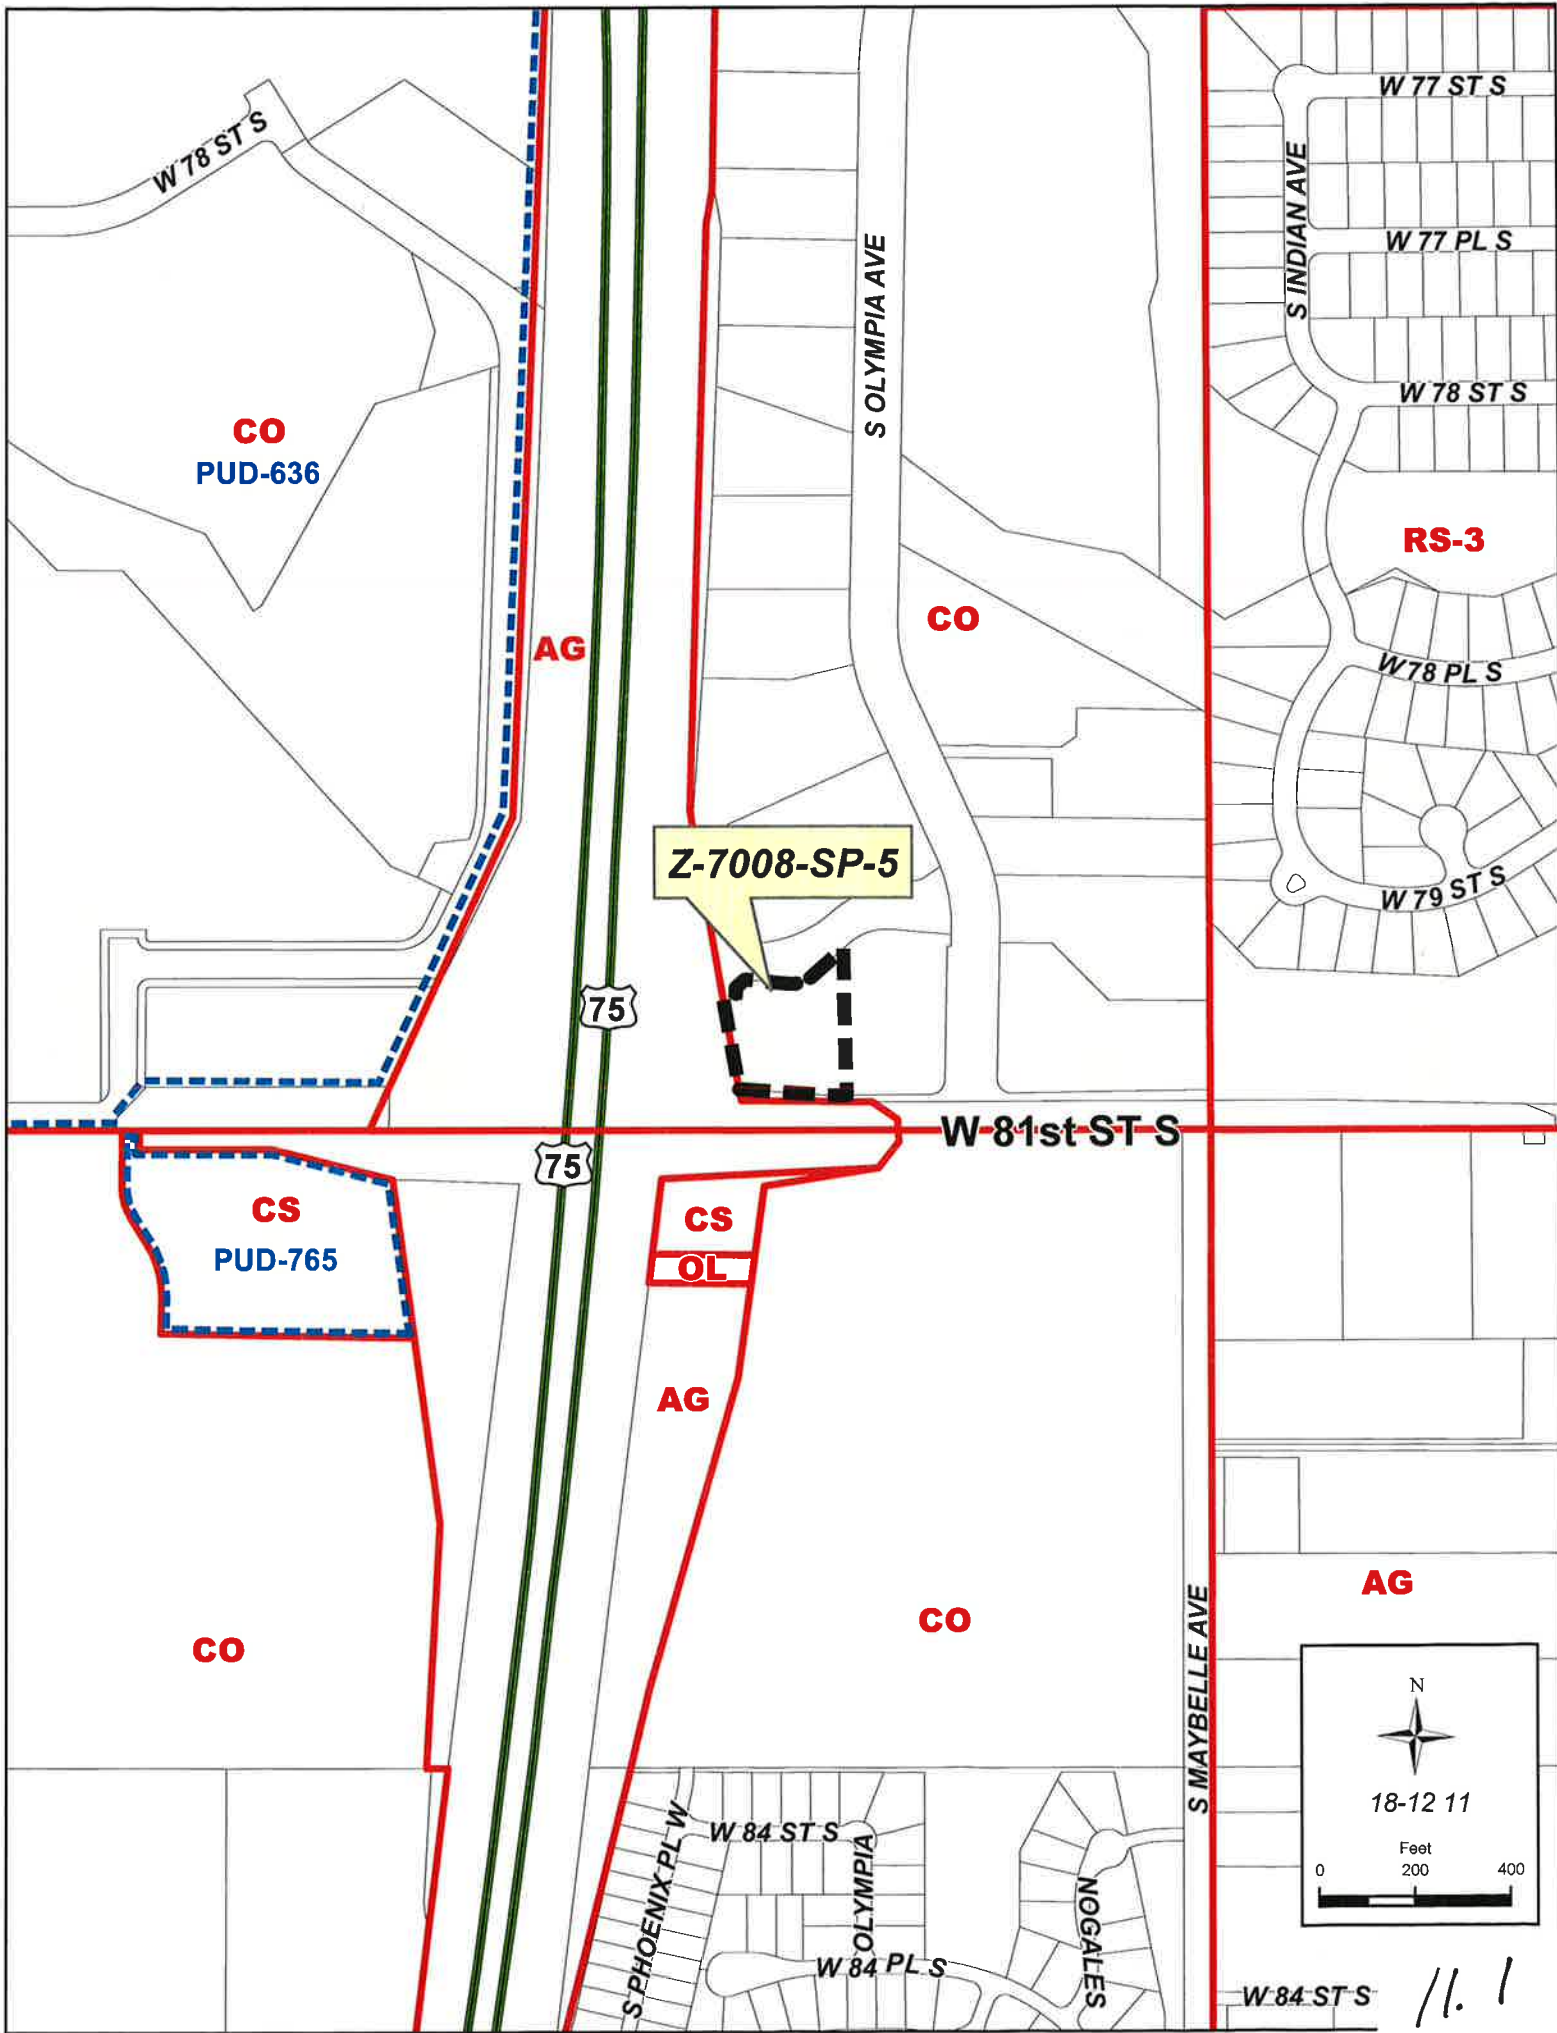 W 77 ST S
W 78 ST S
S INDIAN AVE
S OLYMPIA AVE
W 77 PL S
W 78 ST S
CO
PUD-636
RS-3
CO
AG
W 78 PL S
Z-7008-SP-5
W 79 ST S
75
W 81st ST S
75
CS
PUD-765
CS
OL
AG
AG
CO
CO
S MAYBELLE AVE
N
18-12 11
Feet
0 200 400
S PHOENIX PL W
W 84 ST S
OLYMPIA
NOGALES
W 84 PL S
W 84 ST S
11.1